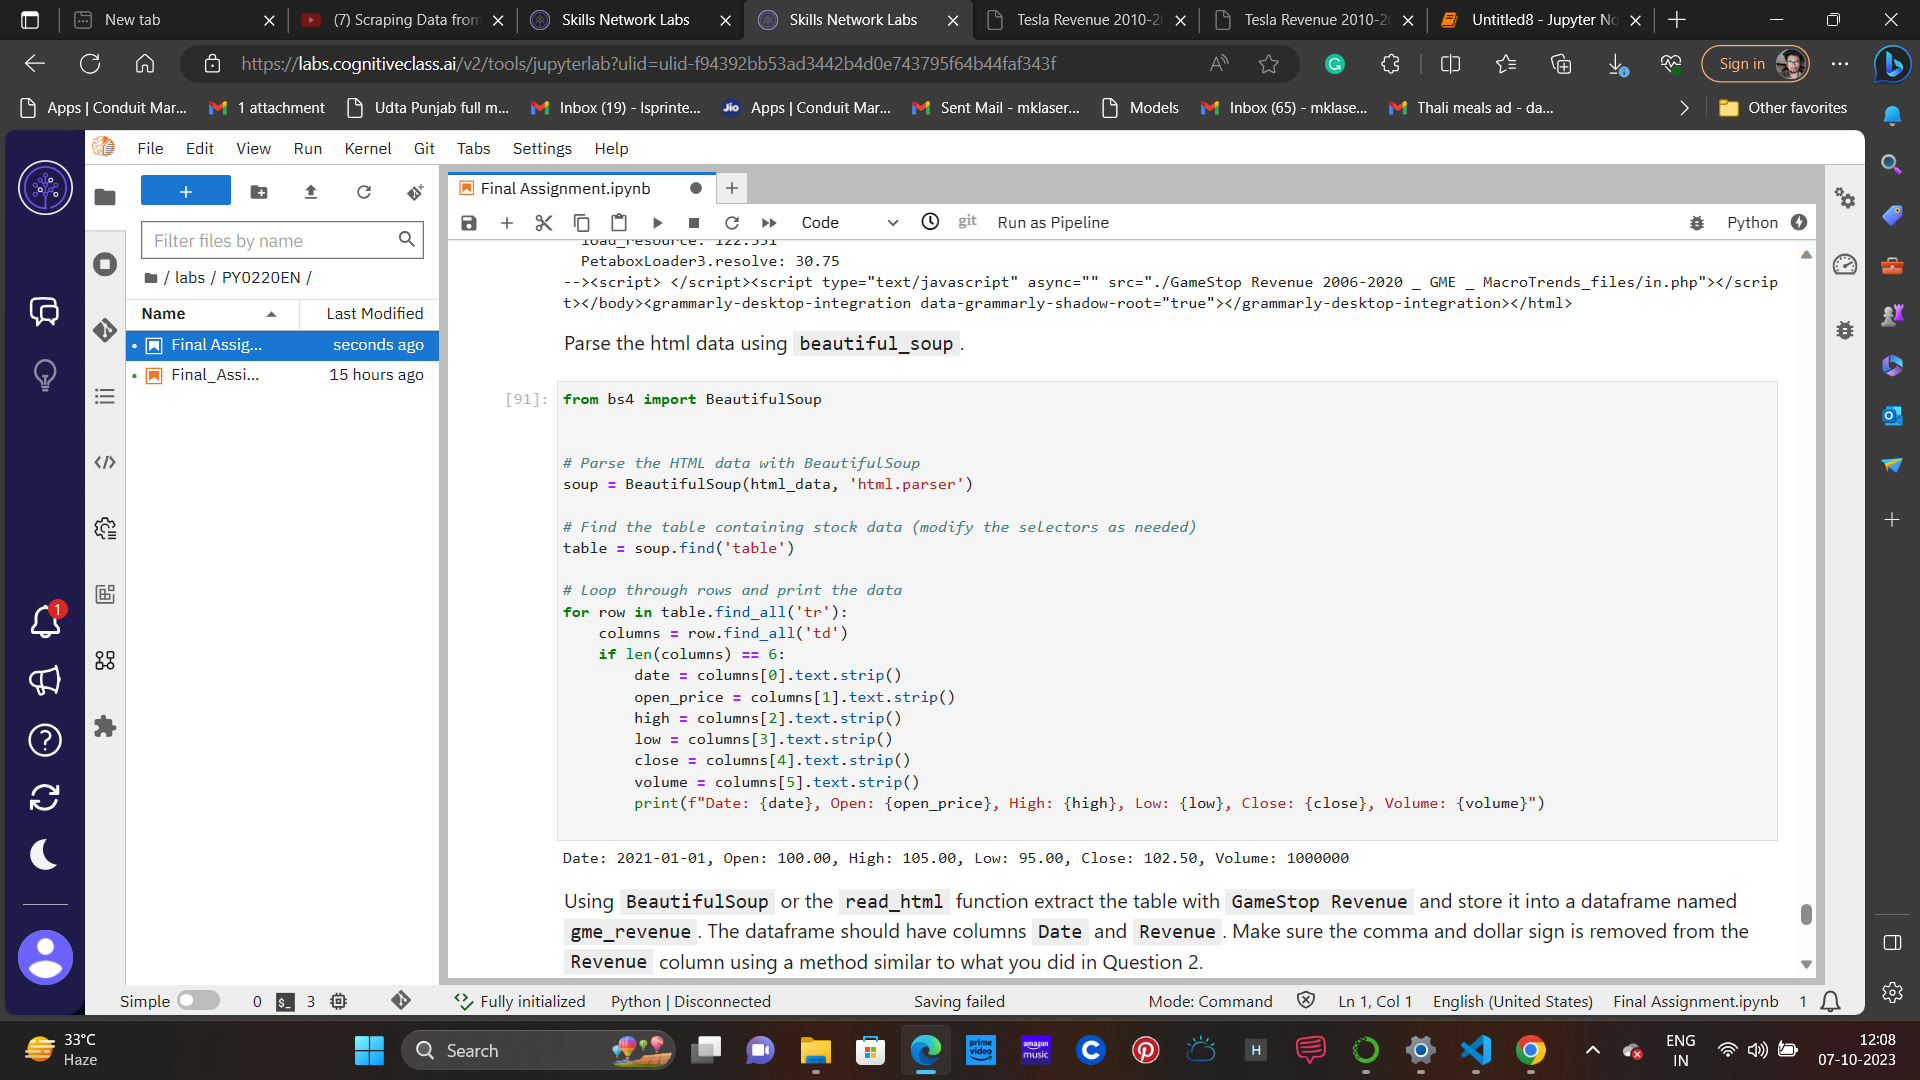 New tab
(7) Scraping Data from
Skills Network Labs
Skills Network Labs
Tesla Revenue 2010-20
Tesla Revenue 2010-20
Untitled8 - Jupyter No
https://labs.cognitiveclass.ai/v2/tools/jupyterlab?ulid=ulid-f94392bb53ad3442b4d0e743795f64b44faf343f
Sign in
Apps | Conduit Mar...
1 attachment
Udta Punjab full m...
Inbox (19) - lsprinte...
Jio
Apps | Conduit Mar...
Sent Mail - mklaser...
Models
Inbox (65) - mklase...
Thali meals ad - da...
Other favorites
File Edit View Run Kernel Git Tabs Settings Help
Final Assignment.ipynb
Filter files by name
Code
git
Run as Pipeline
Python
/ labs / PY0220EN /
Name
Last Modified
Final Assig...
seconds ago
Final_Assi...
15 hours ago
load_resource: 122.551
PetaboxLoader3.resolve: 30.75
--><script> </script><script type="text/javascript" async="" src="./GameStop Revenue 2006-2020 _ GME _ MacroTrends_files/in.php"></scrip
t></body><grammarly-desktop-integration data-grammarly-shadow-root="true"></grammarly-desktop-integration></html>
Parse the html data using beautiful_soup .
[91]:
from bs4 import BeautifulSoup
# Parse the HTML data with BeautifulSoup
soup = BeautifulSoup(html_data, 'html.parser')
# Find the table containing stock data (modify the selectors as needed)
table = soup.find('table')
# Loop through rows and print the data
for row in table.find_all('tr'):
columns = row.find_all('td')
if len(columns) == 6:
date = columns[0].text.strip()
open_price = columns[1].text.strip()
high = columns[2].text.strip()
low = columns[3].text.strip()
close = columns[4].text.strip()
volume = columns[5].text.strip()
print(f"Date: {date}, Open: {open_price}, High: {high}, Low: {low}, Close: {close}, Volume: {volume}")
Date: 2021-01-01, Open: 100.00, High: 105.00, Low: 95.00, Close: 102.50, Volume: 1000000
Using BeautifulSoup or the read_html function extract the table with GameStop Revenue and store it into a dataframe named
gme_revenue . The dataframe should have columns Date and Revenue . Make sure the comma and dollar sign is removed from the
Revenue column using a method similar to what you did in Question 2.
1
Simple
0
3
Fully initialized
Python | Disconnected
Saving failed
Mode: Command
Ln 1, Col 1
English (United States)
Final Assignment.ipynb
1
33°C
Haze
Search
prime video
amazon music
H
ENG
IN
12:08
07-10-2023